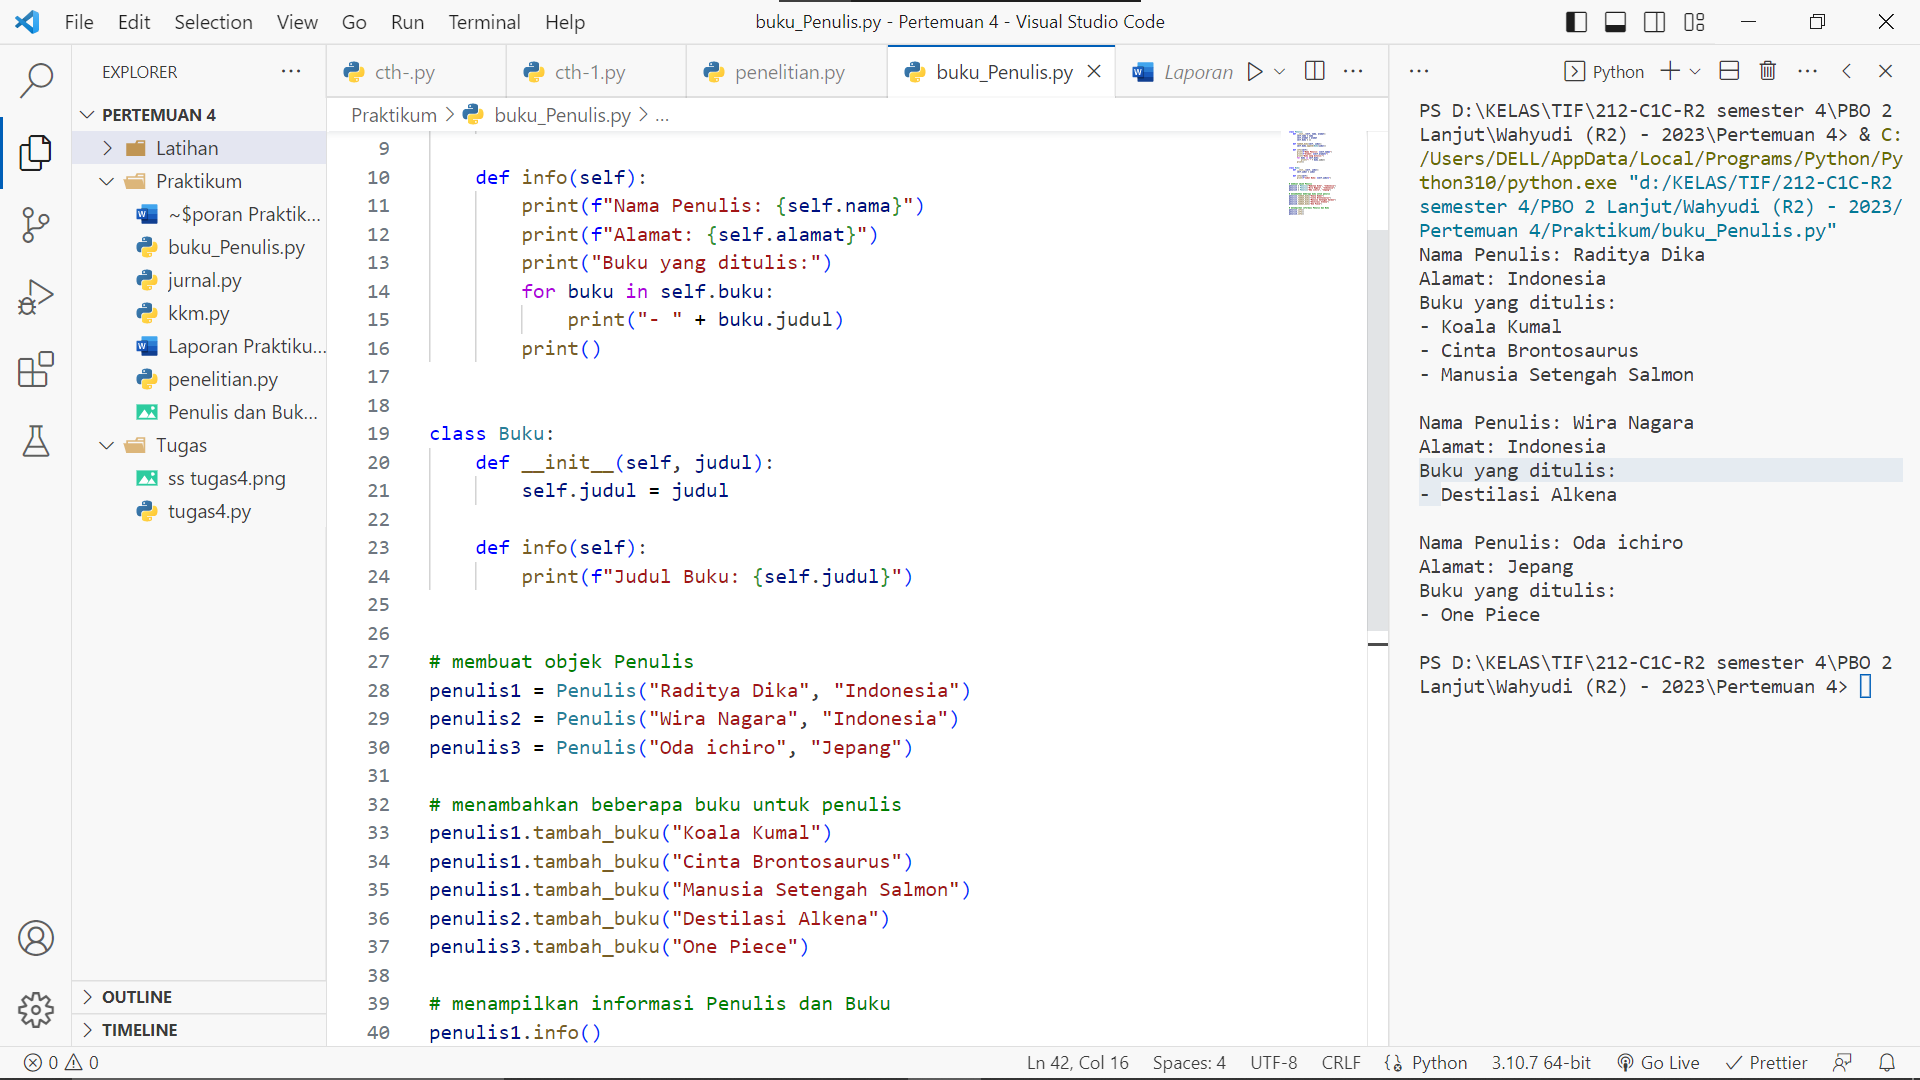 File Edit Selection View Go Run Terminal Help
buku_Penulis.py - Pertemuan 4 - Visual Studio Code
EXPLORER
PERTEMUAN 4
Latihan
Praktikum
~$poran Praktik...
buku_Penulis.py
jurnal.py
kkm.py
Laporan Praktiku...
penelitian.py
Penulis dan Buk...
Tugas
ss tugas4.png
tugas4.py
OUTLINE
TIMELINE
cth-.py
cth-1.py
penelitian.py
buku_Penulis.py
Laporan
Praktikum > buku_Penulis.py > ...
9
10 def info(self):
11 print(f"Nama Penulis: {self.nama}")
12 print(f"Alamat: {self.alamat}")
13 print("Buku yang ditulis:")
14 for buku in self.buku:
15 print("- " + buku.judul)
16 print()
17
18
19 class Buku:
20 def __init__(self, judul):
21 self.judul = judul
22
23 def info(self):
24 print(f"Judul Buku: {self.judul}")
25
26
27 # membuat objek Penulis
28 penulis1 = Penulis("Raditya Dika", "Indonesia")
29 penulis2 = Penulis("Wira Nagara", "Indonesia")
30 penulis3 = Penulis("Oda ichiro", "Jepang")
31
32 # menambahkan beberapa buku untuk penulis
33 penulis1.tambah_buku("Koala Kumal")
34 penulis1.tambah_buku("Cinta Brontosaurus")
35 penulis1.tambah_buku("Manusia Setengah Salmon")
36 penulis2.tambah_buku("Destilasi Alkena")
37 penulis3.tambah_buku("One Piece")
38
39 # menampilkan informasi Penulis dan Buku
40 penulis1.info()
Python
PS D:\KELAS\TIF\212-C1C-R2 semester 4\PBO 2
Lanjut\Wahyudi (R2) - 2023\Pertemuan 4> & C:
/Users/DELL/AppData/Local/Programs/Python/Py
thon310/python.exe "d:/KELAS/TIF/212-C1C-R2
semester 4/PBO 2 Lanjut/Wahyudi (R2) - 2023/
Pertemuan 4/Praktikum/buku_Penulis.py"
Nama Penulis: Raditya Dika
Alamat: Indonesia
Buku yang ditulis:
- Koala Kumal
- Cinta Brontosaurus
- Manusia Setengah Salmon
Nama Penulis: Wira Nagara
Alamat: Indonesia
Buku yang ditulis:
- Destilasi Alkena
Nama Penulis: Oda ichiro
Alamat: Jepang
Buku yang ditulis:
- One Piece
PS D:\KELAS\TIF\212-C1C-R2 semester 4\PBO 2
Lanjut\Wahyudi (R2) - 2023\Pertemuan 4>
0 0
Ln 42, Col 16 Spaces: 4 UTF-8 CRLF Python 3.10.7 64-bit Go Live Prettier